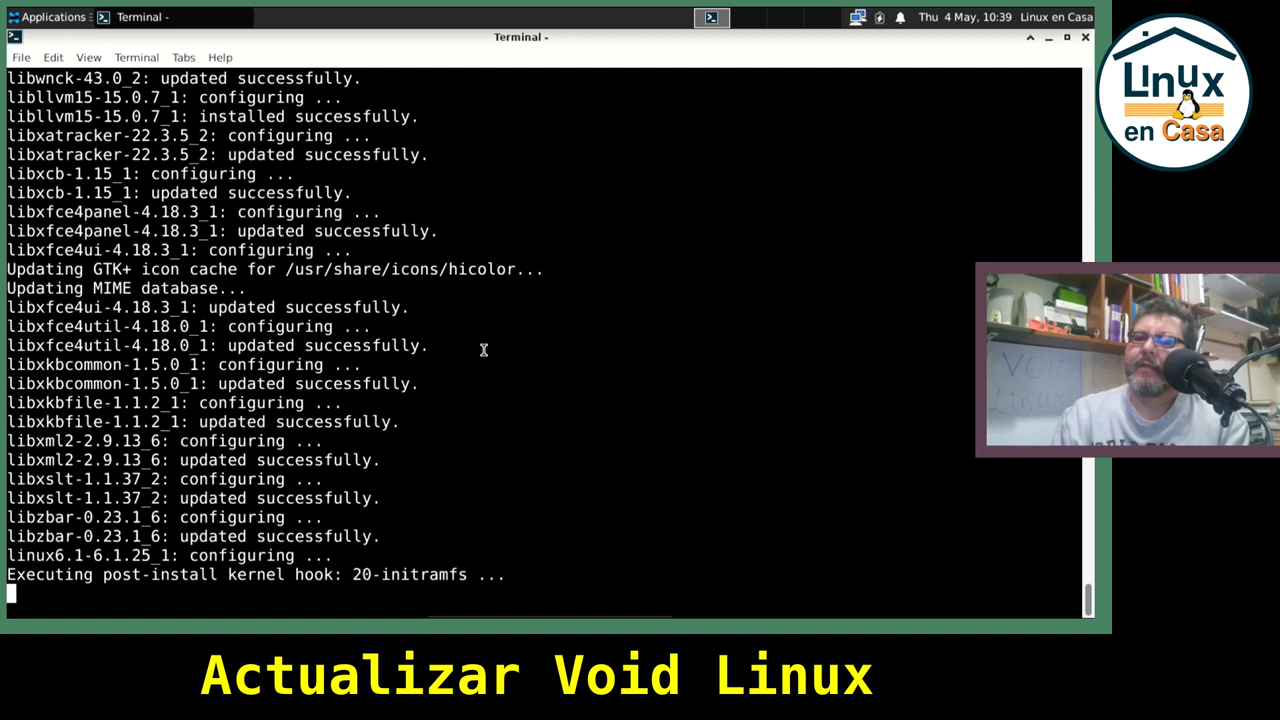 Applications
Terminal -
Thu 4 May, 10:39
Linux en Casa
Terminal -
File Edit View Terminal Tabs Help
libwnck-43.0_2: updated successfully.
libllvm15-15.0.7_1: configuring ...
libllvm15-15.0.7_1: installed successfully.
libxatracker-22.3.5_2: configuring ...
libxatracker-22.3.5_2: updated successfully.
libxcb-1.15_1: configuring ...
libxcb-1.15_1: updated successfully.
libxfce4panel-4.18.3_1: configuring ...
libxfce4panel-4.18.3_1: updated successfully.
libxfce4ui-4.18.3_1: configuring ...
Updating GTK+ icon cache for /usr/share/icons/hicolor...
Updating MIME database...
libxfce4ui-4.18.3_1: updated successfully.
libxfce4util-4.18.0_1: configuring ...
libxfce4util-4.18.0_1: updated successfully.
libxkbcommon-1.5.0_1: configuring ...
libxkbcommon-1.5.0_1: updated successfully.
libxkbfile-1.1.2_1: configuring ...
libxkbfile-1.1.2_1: updated successfully.
libxml2-2.9.13_6: configuring ...
libxml2-2.9.13_6: updated successfully.
libxslt-1.1.37_2: configuring ...
libxslt-1.1.37_2: updated successfully.
libzbar-0.23.1_6: configuring ...
libzbar-0.23.1_6: updated successfully.
linux6.1-6.1.25_1: configuring ...
Executing post-install kernel hook: 20-initramfs ...
Linux
en Casa
VOID
Linux
Actualizar Void Linux